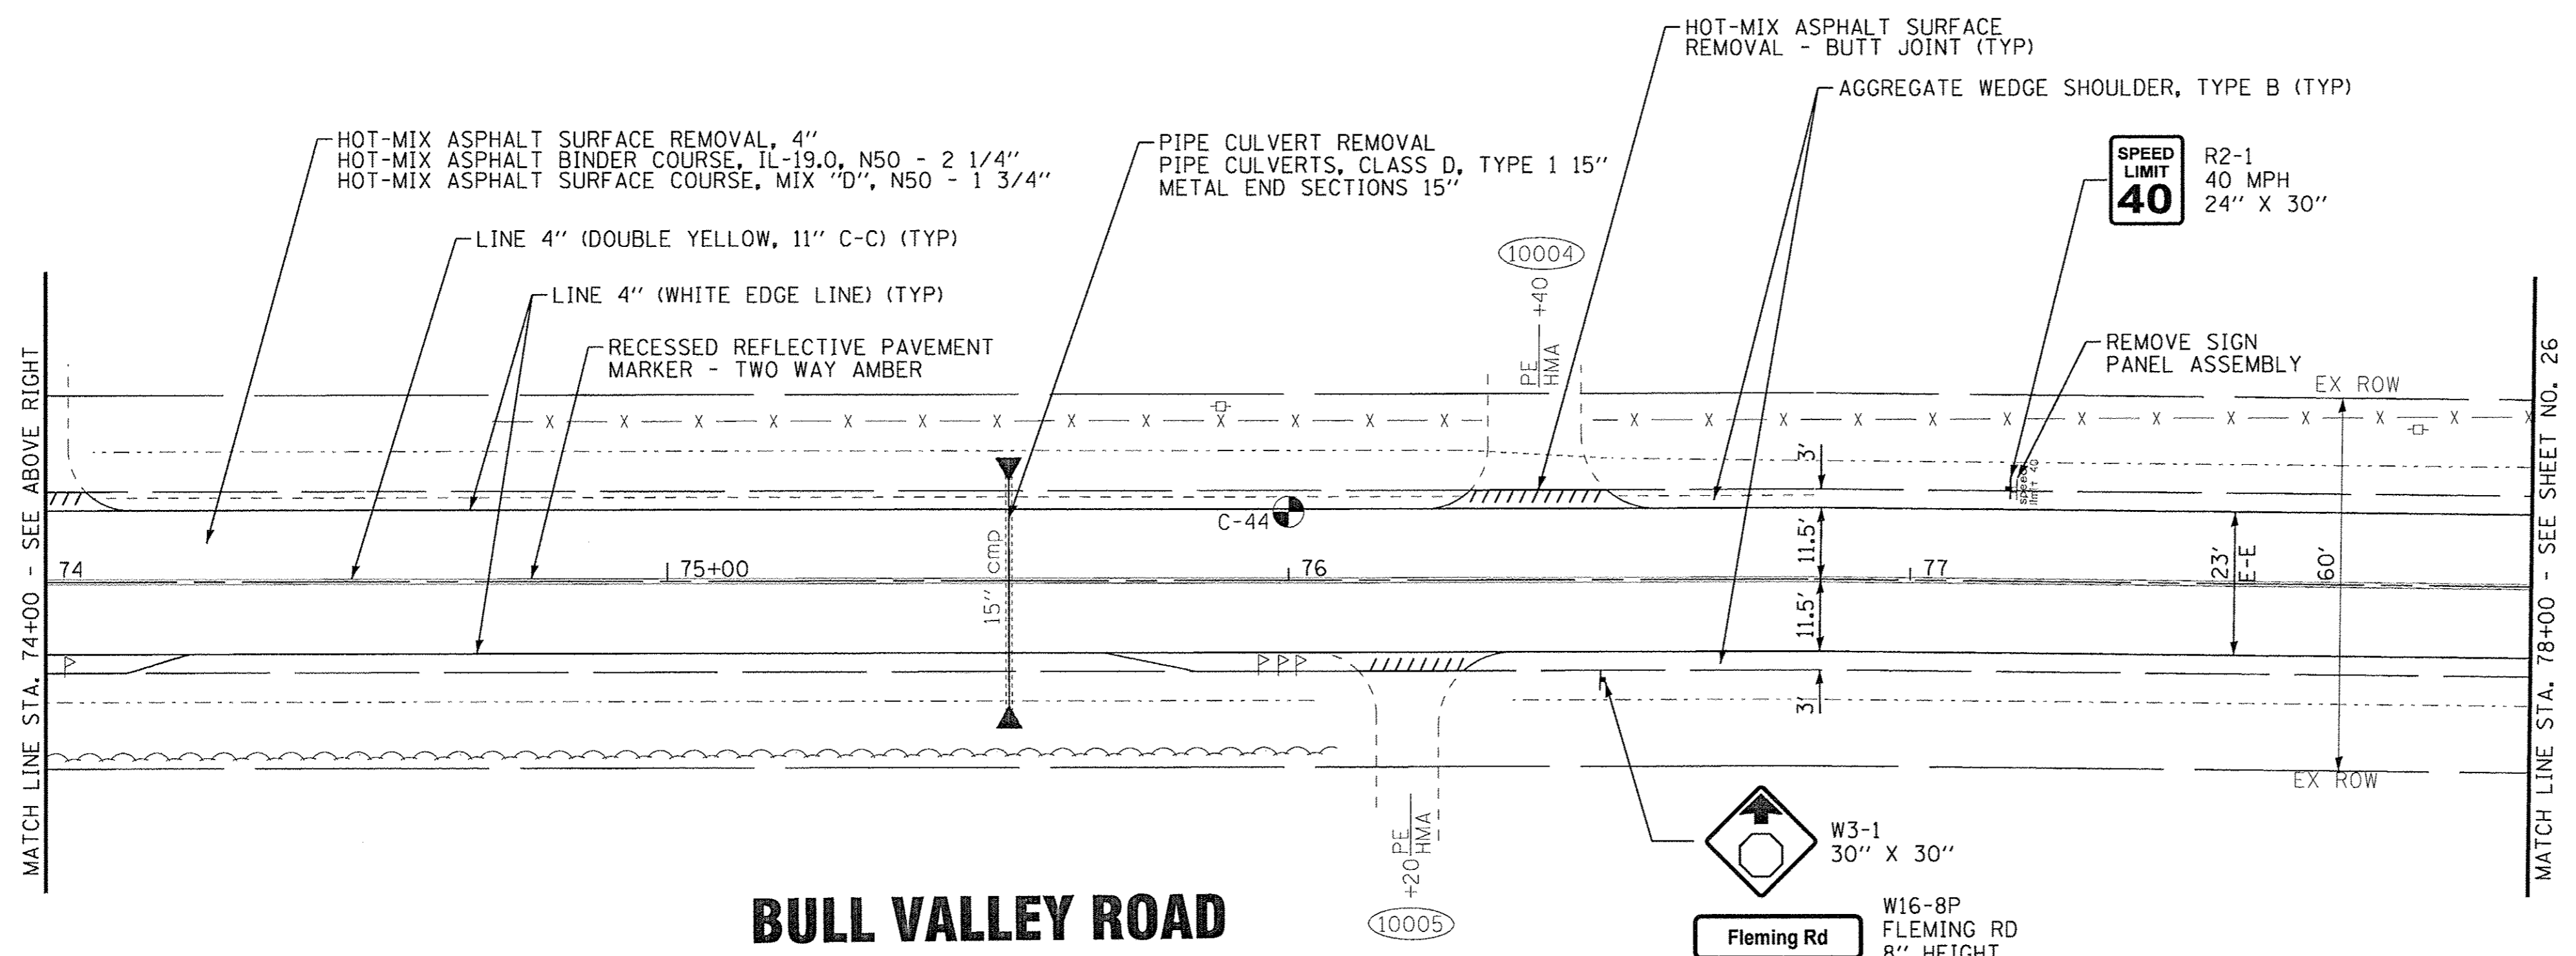 HOT-MIX ASPHALT SURFACE
REMOVAL - BUTT JOINT (TYP)
AGGREGATE WEDGE SHOULDER, TYPE B (TYP)
HOT-MIX ASPHALT SURFACE REMOVAL, 4"
HOT-MIX ASPHALT BINDER COURSE, IL-19.0, N50 - 2 1/4"
HOT-MIX ASPHALT SURFACE COURSE, MIX "D", N50 - 1 3/4"
PIPE CULVERT REMOVAL
PIPE CULVERTS, CLASS D, TYPE 1 15"
METAL END SECTIONS 15"
SPEED
LIMIT
40
R2-1
40 MPH
24" X 30"
LINE 4" (DOUBLE YELLOW, 11" C-C) (TYP)
10004
+40
PE
HMA
LINE 4" (WHITE EDGE LINE) (TYP)
RECESSED REFLECTIVE PAVEMENT
MARKER - TWO WAY AMBER
REMOVE SIGN
PANEL ASSEMBLY
EX ROW
MATCH LINE STA. 74+00 - SEE ABOVE RIGHT
MATCH LINE STA. 78+00 - SEE SHEET NO. 26
X X X X X X X X X X X X X
X X X X X X X X X X X X X
3'
speed
limit 40
C-44
15" cmp
11.5'
23'
E-E
60'
74
75+00
76
77
11.5'
P
P P P
3'
EX ROW
+20
PE
HMA
10005
W3-1
30" X 30"
BULL VALLEY ROAD
Fleming Rd
W16-8P
FLEMING RD
8" HEIGHT